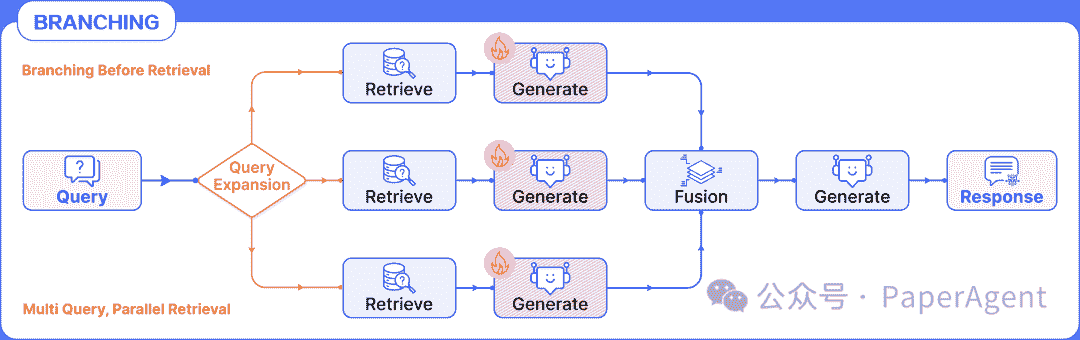 BRANCHING
Branching Before Retrieval
Retrieve
Generate
Query
Query
Expansion
Retrieve
Generate
Fusion
Generate
Response
Retrieve
Generate
Multi Query, Parallel Retrieval
公众号 · PaperAgent